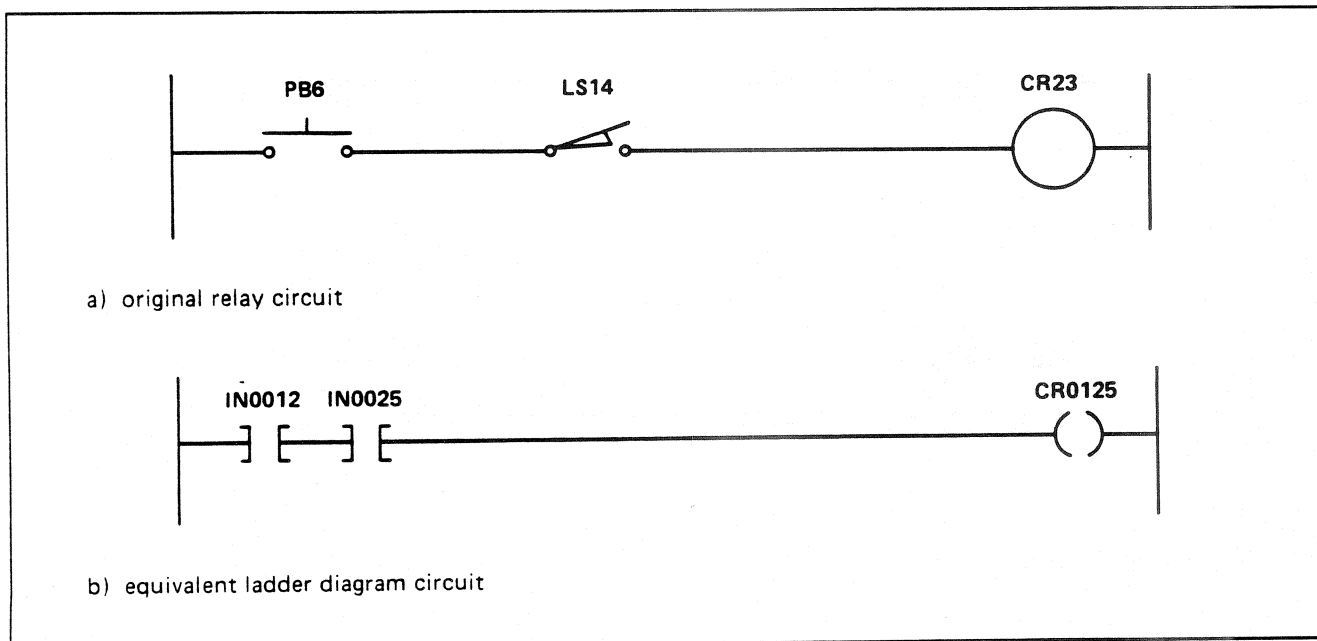 PB6
LS14
CR23
a) original relay circuit
IN0012 IN0025
CR0125
b) equivalent ladder diagram circuit